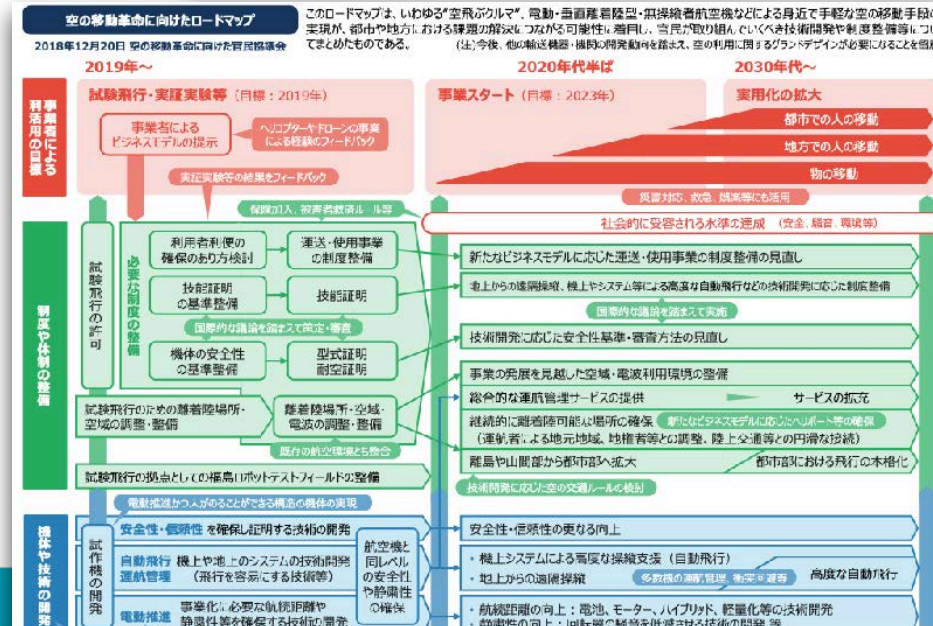 空の移動革命に向けたロードマップ
2018年12月20日 空の移動革命に向けた官民協議会
このロードマップは、いわゆる“空飛ぶクルマ”、電動・垂直離着陸型・無操縦者航空機などによる身近で手軽な空の移動手段の
実現が、都市や地方における課題の解決につながる可能性に着目し、官民が取り組んでいくべき技術開発や制度整備等につい
てまとめたものである。
(注)今後、他の輸送機器・機関の開発動向を踏まえ、空の利用に関するグランドデザインが必要になることを留意
2019年～
2020年代半ば
2030年代～
事業者による
利活用の目標
試験飛行・実証実験等（目標：2019年）
事業者による
ビジネスモデルの提示
ヘリコプターやドローンの事業
による経験のフィードバック
実証実験等の結果をフィードバック
事業スタート（目標：2023年）
実用化の拡大
都市での人の移動
地方での人の移動
物の移動
災害対応、救急、娯楽等にも活用
制度や体制の整備
保険加入、被害者救済ルール等
社会的に受容される水準の達成（安全、騒音、環境等）
試験飛行の許可
必要な制度の整備
利用者利便の
確保のあり方検討
運送・使用事業
の制度整備
技能証明
の基準整備
技能証明
国際的な議論を踏まえて策定・審査
機体の安全性
の基準整備
型式証明
耐空証明
試験飛行のための離着陸場所・
空域の調整・整備
離着陸場所・空域・
電波の調整・整備
既存の航空環境とも整合
試験飛行の拠点としての福島ロボットテストフィールドの整備
新たなビジネスモデルに応じた運送・使用事業の制度整備の見直し
地上からの遠隔操縦、機上やシステム等による高度な自動飛行などの技術開発に応じた制度整備
国際的な議論を踏まえて実施
技術開発に応じた安全性基準・審査方法の見直し
事業の発展を見越した空域・電波利用環境の整備
総合的な運航管理サービスの提供
サービスの拡充
継続的に離着陸可能な場所の確保
新たなビジネスモデルに応じたヘリポート等の確保
（運航者による地元地域、地権者等との調整、陸上交通等との円滑な接続）
離島や山間部から都市部へ拡大
都市部における飛行の本格化
技術開発に応じた空の交通ルールの検討
機体や技術の開発
電動推進かつ人がのることができる構造の機体の実現
試作機の開発
安全性・信頼性を確保し証明する技術の開発
自動飛行
運航管理
機上や地上のシステムの技術開発
（飛行を容易にする技術等）
電動推進
事業化に必要な航続距離や
静粛性等を確保する技術の開発
航空機と
同レベル
の安全性
や静粛性
の確保
安全性・信頼性の更なる向上
・機上システムによる高度な操縦支援（自動飛行）
・地上からの遠隔操縦
多数機の運航管理、衝突回避等
高度な自動飛行
・航続距離の向上：電池、モーター、ハイブリッド、軽量化等の技術開発
・静粛性の向上：回転翼の騒音を低減させる技術の開発 等